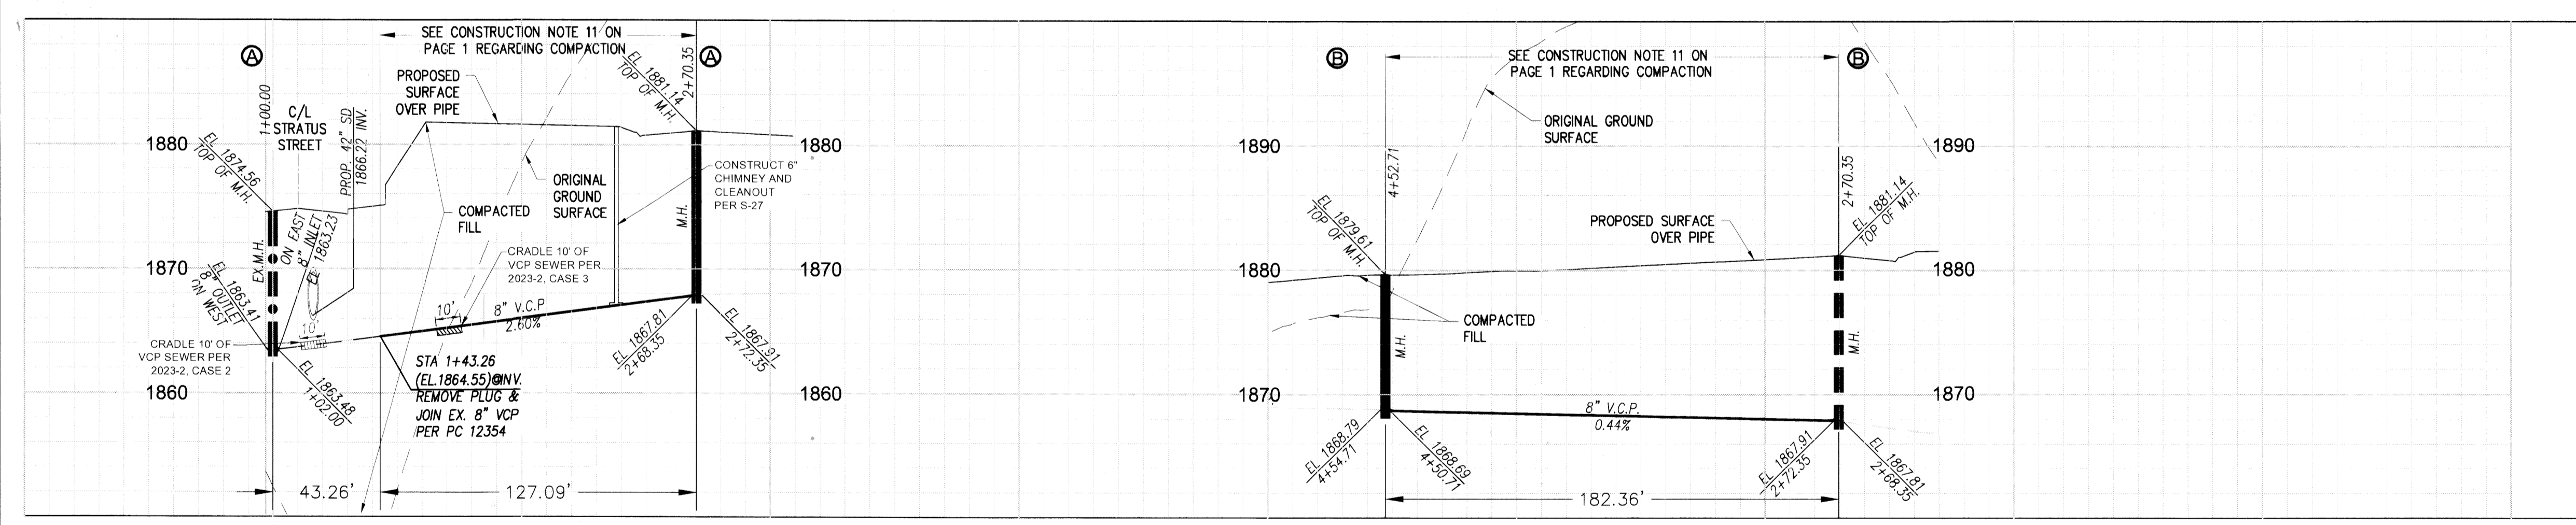 SEE CONSTRUCTION NOTE 11 ON
PAGE 1 REGARDING COMPACTION
A
A
1+00.00
C/L
STRATUS
STREET
PROP. 42" SD
1866.22 INV.
PROPOSED
SURFACE
OVER PIPE
EL 1881.14
TOP OF M.H.
2+70.35
1880
EL 1874.56
TOP OF M.H.
1880
CONSTRUCT 6"
CHIMNEY AND
CLEANOUT
PER S-27
ORIGINAL
GROUND
SURFACE
COMPACTED
FILL
M.H.
EX.M.H.
ON EAST
8" INLET
EL 1863.23
1870
EL 1863.41
8" OUTLET
ON WEST
CRADLE 10' OF
VCP SEWER PER
2023-2, CASE 3
1870
10'
10'
8" V.C.P.
2.60%
CRADLE 10' OF
VCP SEWER PER
2023-2, CASE 2
EL 1863.48
1+02.00
STA 1+43.26
(EL.1864.55)@INV.
REMOVE PLUG &
JOIN EX. 8" VCP
PER PC 12354
EL 1867.81
2+68.35
EL 1867.91
2+72.35
1860
1860
43.26'
127.09'
B
SEE CONSTRUCTION NOTE 11 ON
PAGE 1 REGARDING COMPACTION
B
ORIGINAL GROUND
SURFACE
1890
4+52.71
2+70.35
1890
EL 1879.61
TOP OF M.H.
PROPOSED SURFACE
OVER PIPE
EL 1881.14
TOP OF M.H.
1880
1880
COMPACTED
FILL
M.H.
M.H.
1870
8" V.C.P.
0.44%
1870
EL 1868.79
4+54.71
EL 1868.69
4+50.71
EL 1867.91
2+72.35
EL 1867.81
2+68.35
182.36'